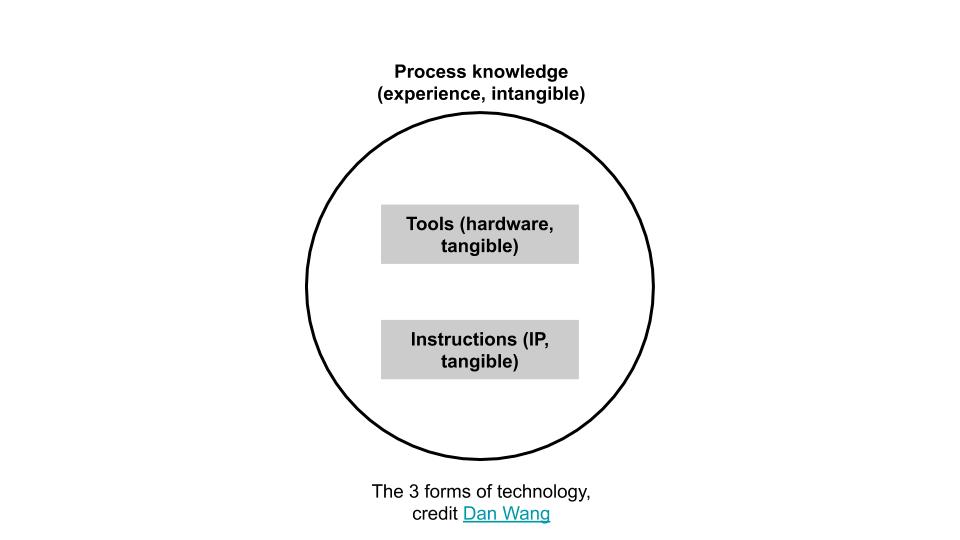 Process knowledge
(experience, intangible)
Tools (hardware,
tangible)
Instructions (IP,
tangible)
The 3 forms of technology,
credit Dan Wang